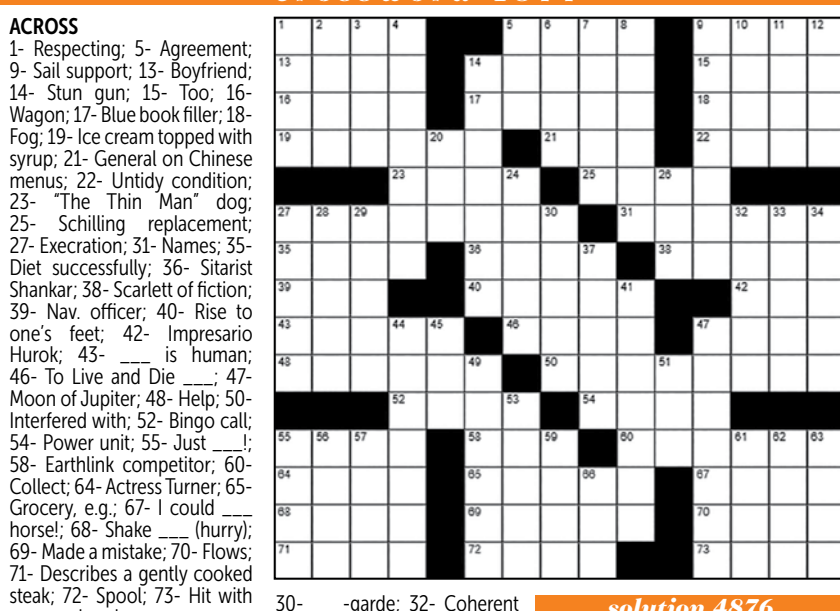 ACROSS
1- Respecting; 5- Agreement;
9- Sail support; 13- Boyfriend;
14- Stun gun; 15- Too; 16-
Wagon; 17- Blue book filler; 18-
Fog; 19- Ice cream topped with
syrup; 21- General on Chinese
menus; 22- Untidy condition;
23- "The Thin Man" dog;
25- Schilling replacement;
27- Execration; 31- Names; 35-
Diet successfully; 36- Sitarist
Shankar; 38- Scarlett of fiction;
39- Nav. officer; 40- Rise to
one's feet; 42- Impresario
Hurok; 43- ___ is human;
46- To Live and Die ___; 47-
Moon of Jupiter; 48- Help; 50-
Interfered with; 52- Bingo call;
54- Power unit; 55- Just ___!;
58- Earthlink competitor; 60-
Collect; 64- Actress Turner; 65-
Grocery, e.g.; 67- I could ___
horse!; 68- Shake ___ (hurry);
69- Made a mistake; 70- Flows;
71- Describes a gently cooked
steak; 72- Spool; 73- Hit with
1 2 3 4 5 6 7 8 9 10 11 12
13 14 15
16 17 18
19 20 21 22
23 24 25 26
27 28 29 30 31 32 33 34
35 36 37 38
39 40 41 42
43 44 45 46 47
48 49 50 51
52 53 54
55 56 57 58 59 60 61 62 63
64 65 66 67
68 69 70
71 72 73
30- -garde; 32- Coherent
solution 4876